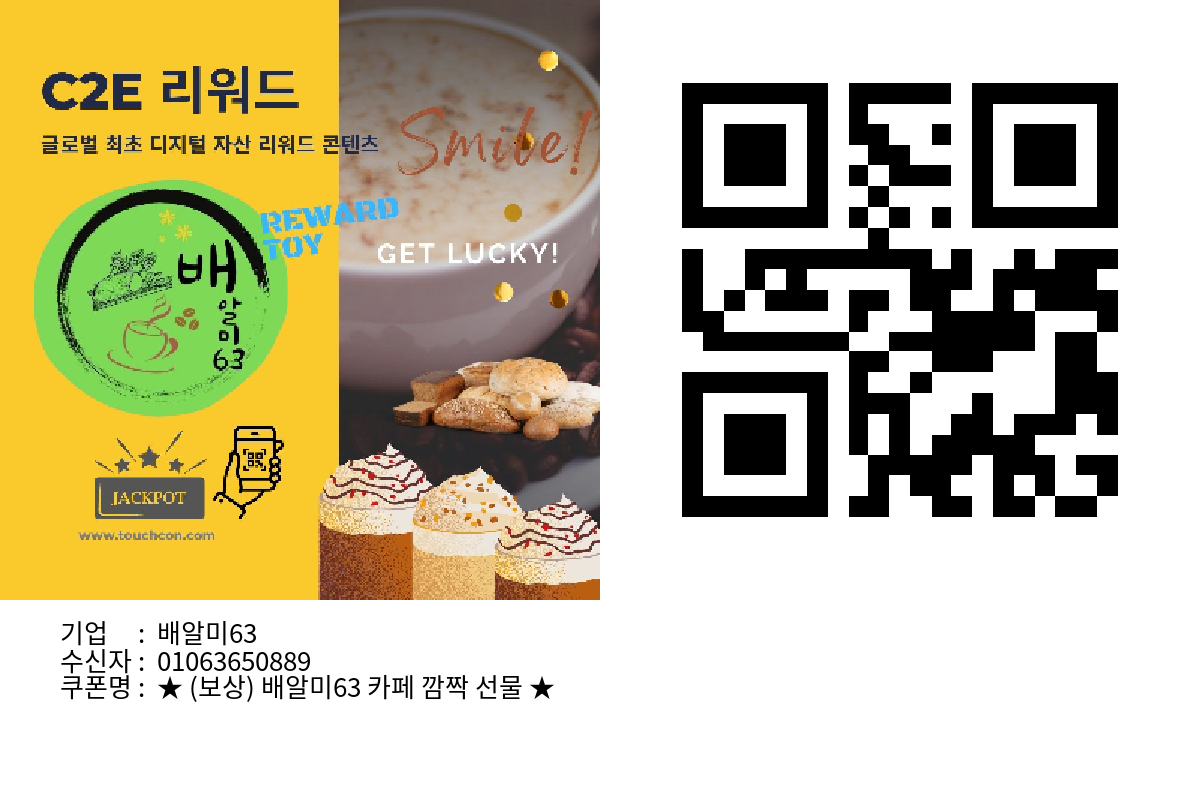 C2E 리워드
글로벌 최초 디지털 자산 리워드 콘텐츠
Smile!
REWARD
TOY
GET LUCKY!
배
알
미
63
JACKPOT
www.touchcon.com
기업 : 배알미63
수신자 : 01063650889
쿠폰명 : ★ (보상) 배알미63 카페 깜짝 선물 ★